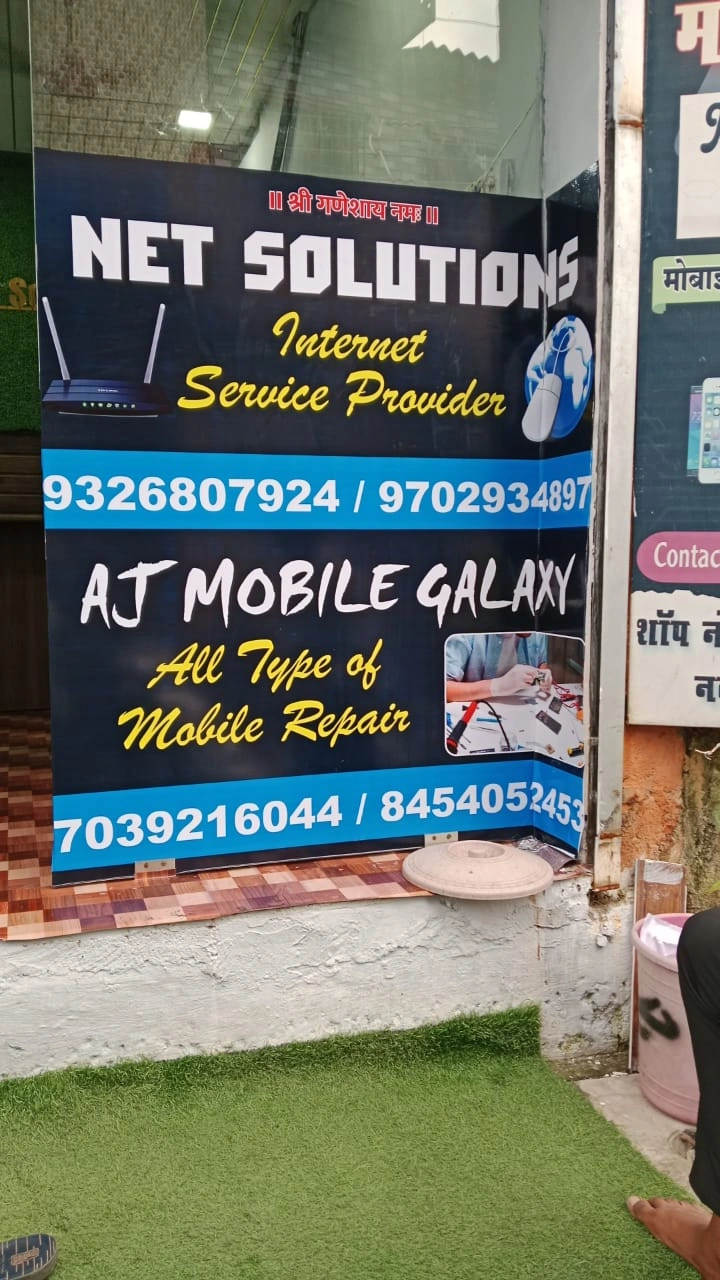 ॥ श्री गणेशाय नमः ॥
NET SOLUTIONS
Internet
Service Provider
9326807924 / 9702934897
AJ MOBILE GALAXY
All Type of
Mobile Repair
7039216044 / 8454052453
Contac
शॉप